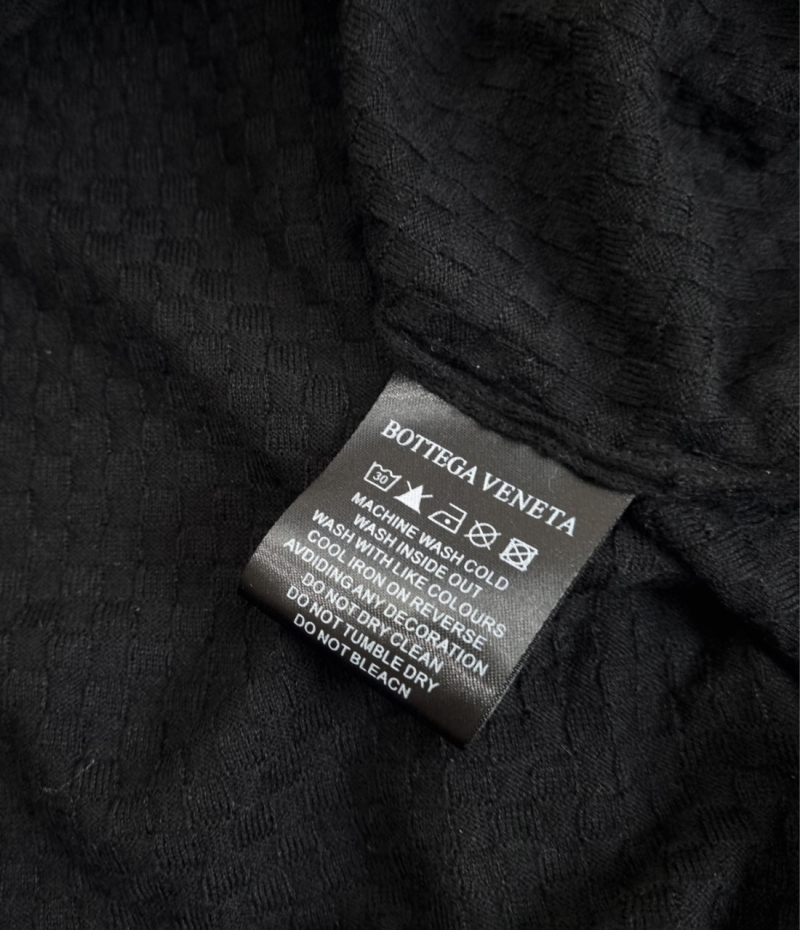 BOTTEGA VENETA
30
MACHINE WASH COLD
WASH INSIDE OUT
WASH WITH LIKE COLOURS
COOL IRON ON REVERSE
AVDIDING ANY DECORATION
DO NOT DRY CLEAN
DO NOT TUMBLE DRY
DO NOT BLEACN